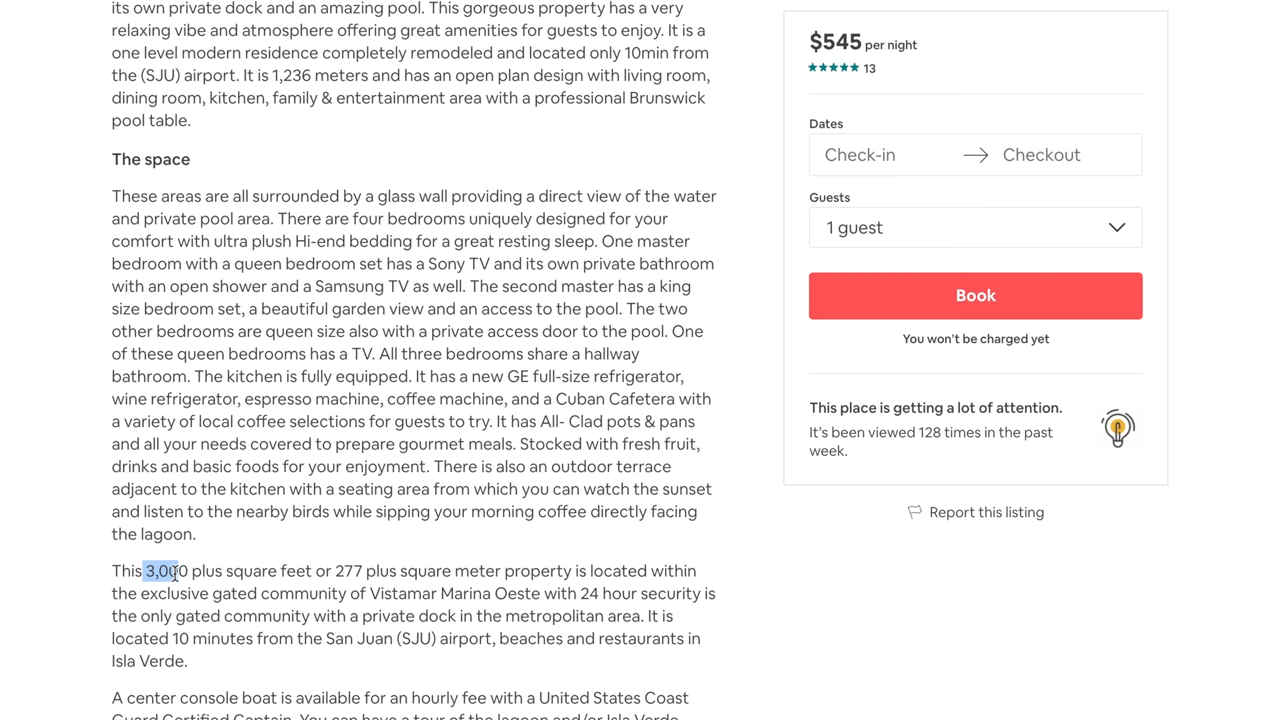 its own private dock and an amazing pool. This gorgeous property has a very
relaxing vibe and atmosphere offering great amenities for guests to enjoy. It is a
one level modern residence completely remodeled and located only 10min from
the (SJU) airport. It is 1,236 meters and has an open plan design with living room,
dining room, kitchen, family & entertainment area with a professional Brunswick
pool table.
The space
These areas are all surrounded by a glass wall providing a direct view of the water
and private pool area. There are four bedrooms uniquely designed for your
comfort with ultra plush Hi-end bedding for a great resting sleep. One master
bedroom with a queen bedroom set has a Sony TV and its own private bathroom
with an open shower and a Samsung TV as well. The second master has a king
size bedroom set, a beautiful garden view and an access to the pool. The two
other bedrooms are queen size also with a private access door to the pool. One
of these queen bedrooms has a TV. All three bedrooms share a hallway
bathroom. The kitchen is fully equipped. It has a new GE full-size refrigerator,
wine refrigerator, espresso machine, coffee machine, and a Cuban Cafetera with
a variety of local coffee selections for guests to try. It has All- Clad pots & pans
and all your needs covered to prepare gourmet meals. Stocked with fresh fruit,
drinks and basic foods for your enjoyment. There is also an outdoor terrace
adjacent to the kitchen with a seating area from which you can watch the sunset
and listen to the nearby birds while sipping your morning coffee directly facing
the lagoon.
This 3,000 plus square feet or 277 plus square meter property is located within
the exclusive gated community of Vistamar Marina Oeste with 24 hour security is
the only gated community with a private dock in the metropolitan area. It is
located 10 minutes from the San Juan (SJU) airport, beaches and restaurants in
Isla Verde.
A center console boat is available for an hourly fee with a United States Coast
Guard Certified Captain. You can have a tour of the lagoon and/or Isla Verde
$545 per night
13
Dates
Check-in
Checkout
Guests
1 guest
Book
You won't be charged yet
This place is getting a lot of attention.
It's been viewed 128 times in the past
week.
Report this listing